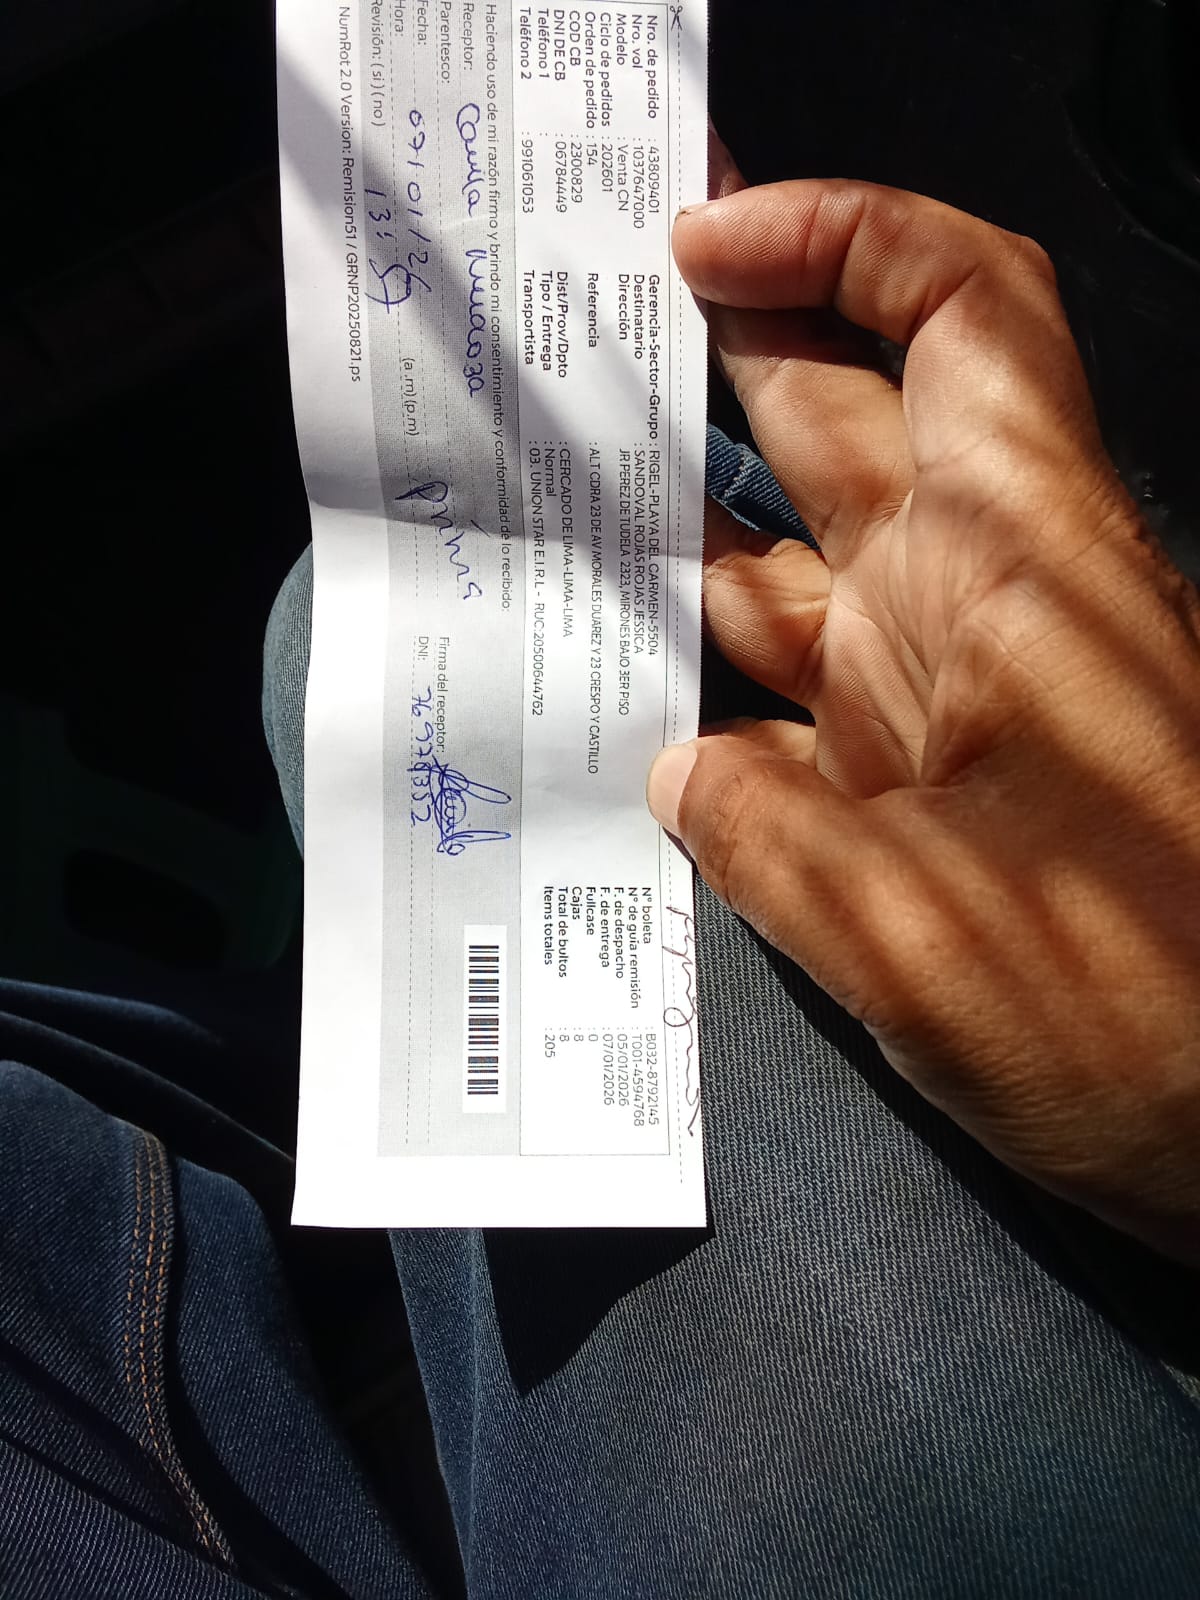 Nro. de pedido : 43809401 Gerencia-Sector-Grupo : RIGEL-PLAYA DEL CARMEN-5504 N° boleta : B032-8792145
Nro. vol : 1037647000 Destinatario : SANDOVAL ROJAS ROJAS JESSICA N° de guía remisión : T001-4594768
Modelo : Venta CN Dirección JR PEREZ DE TUDELA 2323, MIRONES BAJO 3ER PISO F. de despacho : 05/01/2026
Ciclo de pedidos : 202601 F. de entrega : 07/01/2026
Orden de pedido : 154 Referencia : ALT CDRA 23 DE AV MORALES DUAREZ Y 23 CRESPO Y CASTILLO Fullcase : 0
COD CB : 2300829 Cajas : 8
DNI DE CB : 06784449 Dist/Prov/Dpto : CERCADO DE LIMA-LIMA-LIMA Total de bultos : 8
Teléfono 1 : Tipo / Entrega : Normal Items totales : 205
Teléfono 2 : 991061053 Transportista : 03. UNION STAR E.I.R.L - RUC:20500644762
Haciendo uso de mi razón firmo y brindo mi consentimiento y conformidad de lo recibido:
Receptor: Camila Mendoza
Parentesco: Prima Firma del receptor:
Fecha: 07/01/26 DNI:
Hora: 13:57 (a.m)(p.m)
Revisión: (si) (no)
NumRot 2.0 Version: Remision51 / GRNP20250821.ps